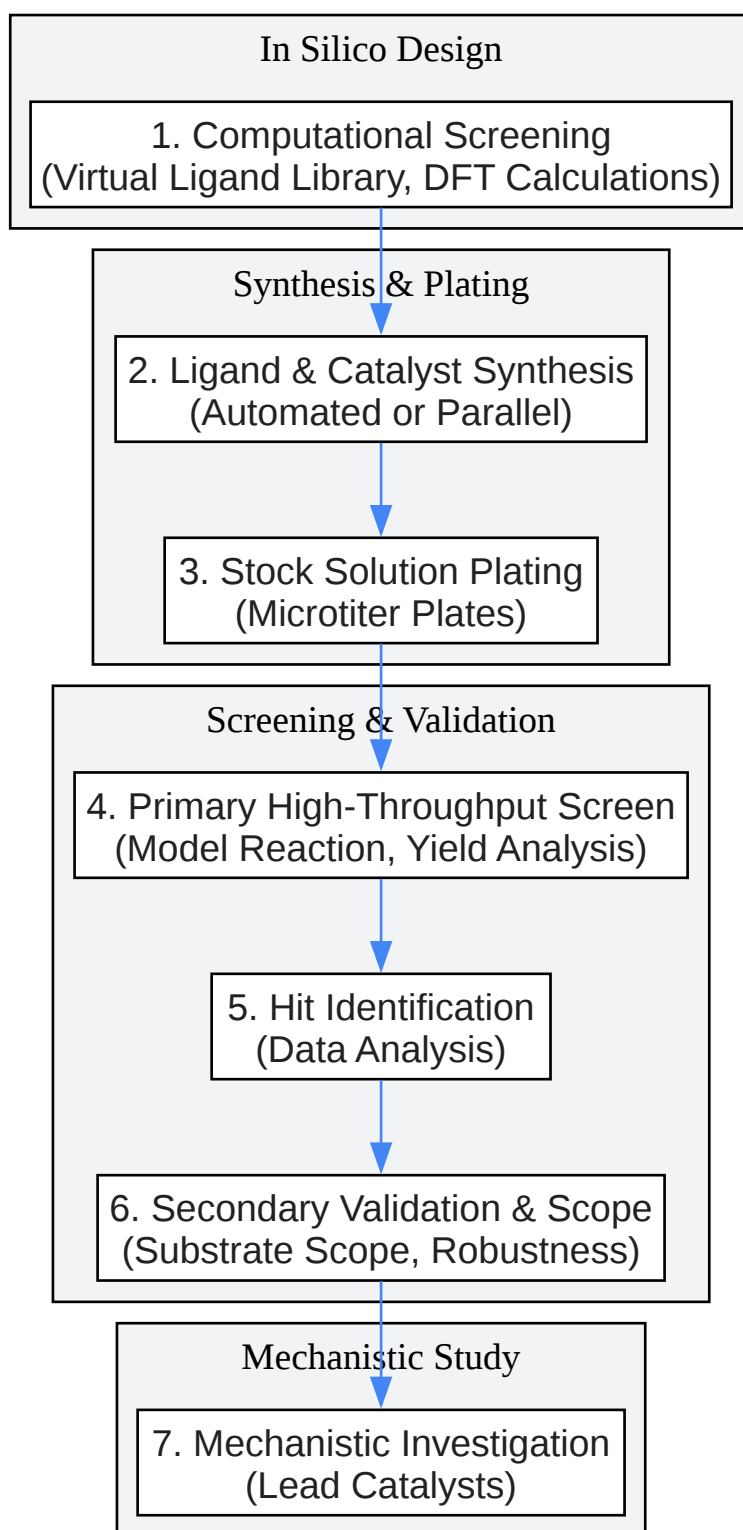 In Silico Design
1. Computational Screening
(Virtual Ligand Library, DFT Calculations)
Synthesis & Plating
2. Ligand & Catalyst Synthesis
(Automated or Parallel)
3. Stock Solution Plating
(Microtiter Plates)
Screening & Validation
4. Primary High-Throughput Screen
(Model Reaction, Yield Analysis)
5. Hit Identification
(Data Analysis)
6. Secondary Validation & Scope
(Substrate Scope, Robustness)
Mechanistic Study
7. Mechanistic Investigation
(Lead Catalysts)